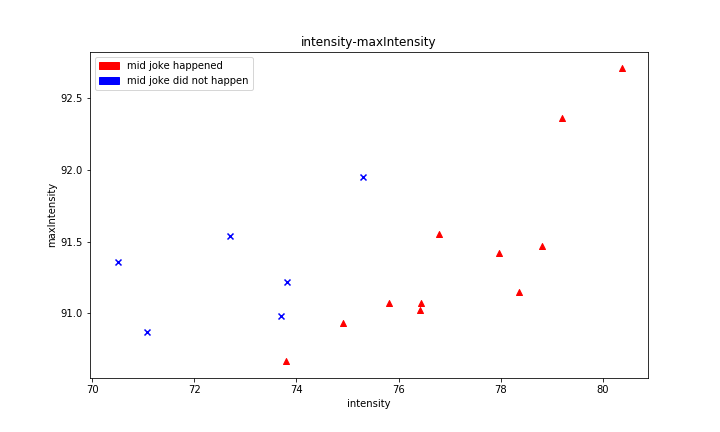 intensity-maxIntensity
mid joke happened
mid joke did not happen
92.5
92.0
91.5
91.0
maxIntensity
70 72 74 76 78 80
intensity